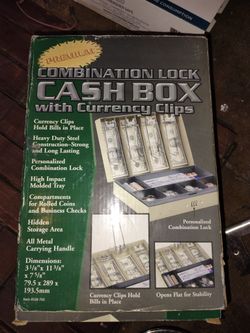 PREMIUM
COMBINATION LOCK
CASH BOX
with Currency Clips
Currency Clips
Hold Bills in Place
Heavy Duty Steel
Construction-Strong
and Long Lasting
Personalized
Combination Lock
High Impact
Molded Tray
Compartments
for Rolled Coins
and Business Checks
Hidden
Storage Area
All Metal
Carrying Handle
Dimensions:
3 1/8" x 11 3/8"
x 7 5/8"
79.5 x 289 x
193.5mm
Personalized
Combination Lock
Currency Clips Hold
Bills in Place
Opens Flat for Stability